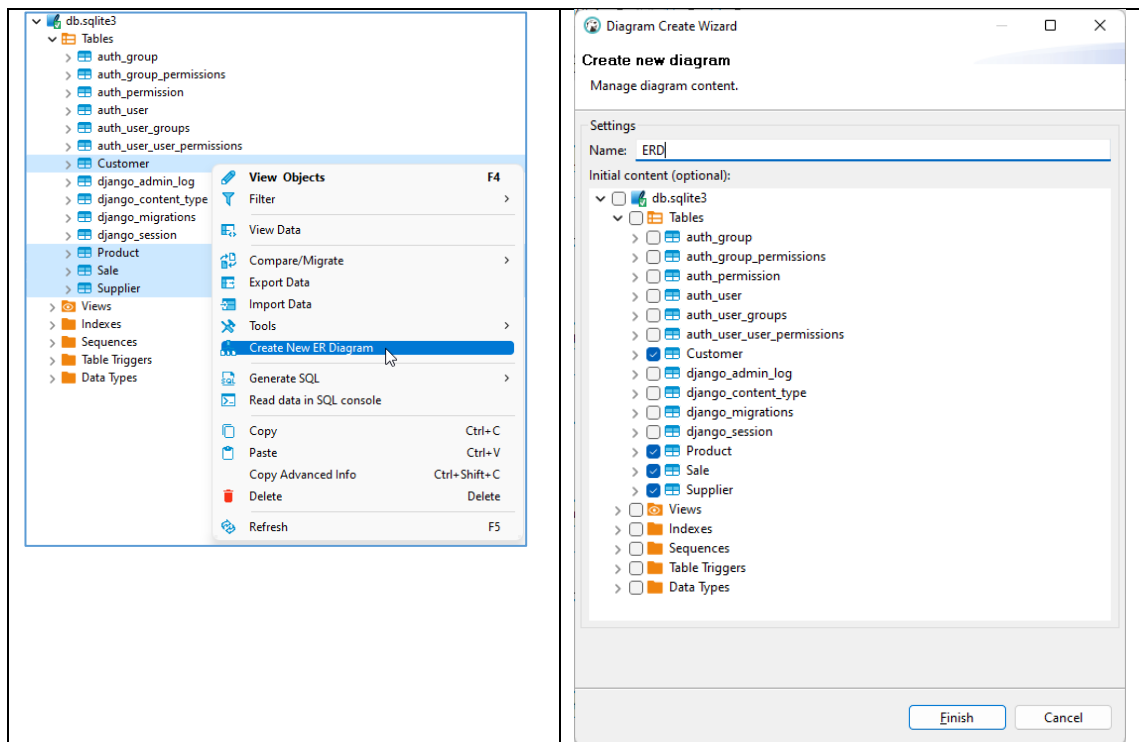 db.sqlite3
Tables
auth_group
auth_group_permissions
auth_permission
auth_user
auth_user_groups
auth_user_user_permissions
Customer
django_admin_log
django_content_type
django_migrations
django_session
Product
Sale
Supplier
Views
Indexes
Sequences
Table Triggers
Data Types
View Objects F4
Filter
View Data
Compare/Migrate
Export Data
Import Data
Tools
Create New ER Diagram
Generate SQL
Read data in SQL console
Copy Ctrl+C
Paste Ctrl+V
Copy Advanced Info Ctrl+Shift+C
Delete Delete
Refresh F5
Diagram Create Wizard
Create new diagram
Manage diagram content.
Settings
Name: ERD
Initial content (optional):
db.sqlite3
Tables
auth_group
auth_group_permissions
auth_permission
auth_user
auth_user_groups
auth_user_user_permissions
Customer
django_admin_log
django_content_type
django_migrations
django_session
Product
Sale
Supplier
Views
Indexes
Sequences
Table Triggers
Data Types
Finish Cancel